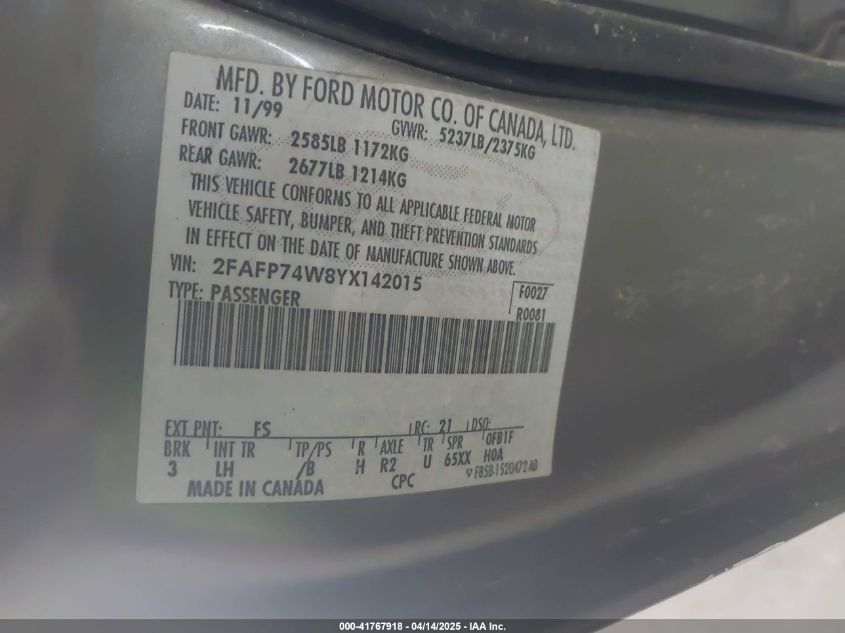 MFD. BY FORD MOTOR CO. OF CANADA, LTD.
DATE: 11/99 GVWR: 5237LB/2375KG
FRONT GAWR: 2585LB 1172KG
REAR GAWR: 2677LB 1214KG
THIS VEHICLE CONFORMS TO ALL APPLICABLE FEDERAL MOTOR
VEHICLE SAFETY, BUMPER, AND THEFT PREVENTION STANDARDS
IN EFFECT ON THE DATE OF MANUFACTURE SHOWN ABOVE.
VIN: 2FAFP74W8YX142015
TYPE: PASSENGER
F0027
R0081
EXT PNT: FS RC: 21 DSO:
BRK INT TR TP/PS R AXLE TR SPR 0FB1F
3 LH /B H R2 U 65XX H0A
MADE IN CANADA CPC F85B-1520472-AB
000-41767918 - 04/14/2025 - IAA Inc.